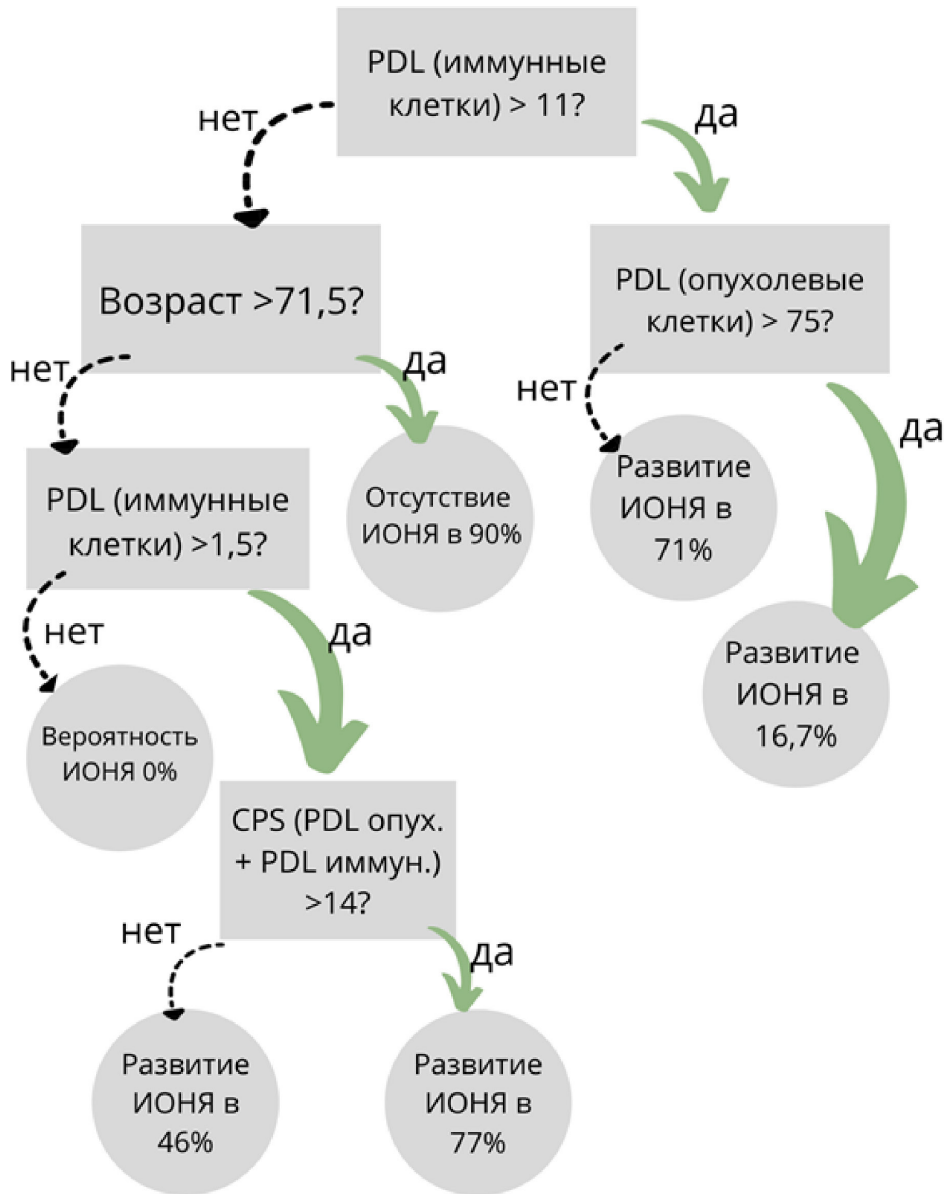 PDL (иммунные
клетки) > 11?
нет
да
Возраст >71,5?
PDL (опухолевые
клетки) > 75?
нет
да
нет
да
PDL (иммунные
клетки) >1,5?
Отсутствие
ИОНЯ в 90%
Развитие
ИОНЯ в
71%
нет
да
Развитие
ИОНЯ в
16,7%
Вероятность
ИОНЯ 0%
CPS (PDL опух.
+ PDL иммун.)
>14?
нет
да
Развитие
ИОНЯ в
46%
Развитие
ИОНЯ в
77%